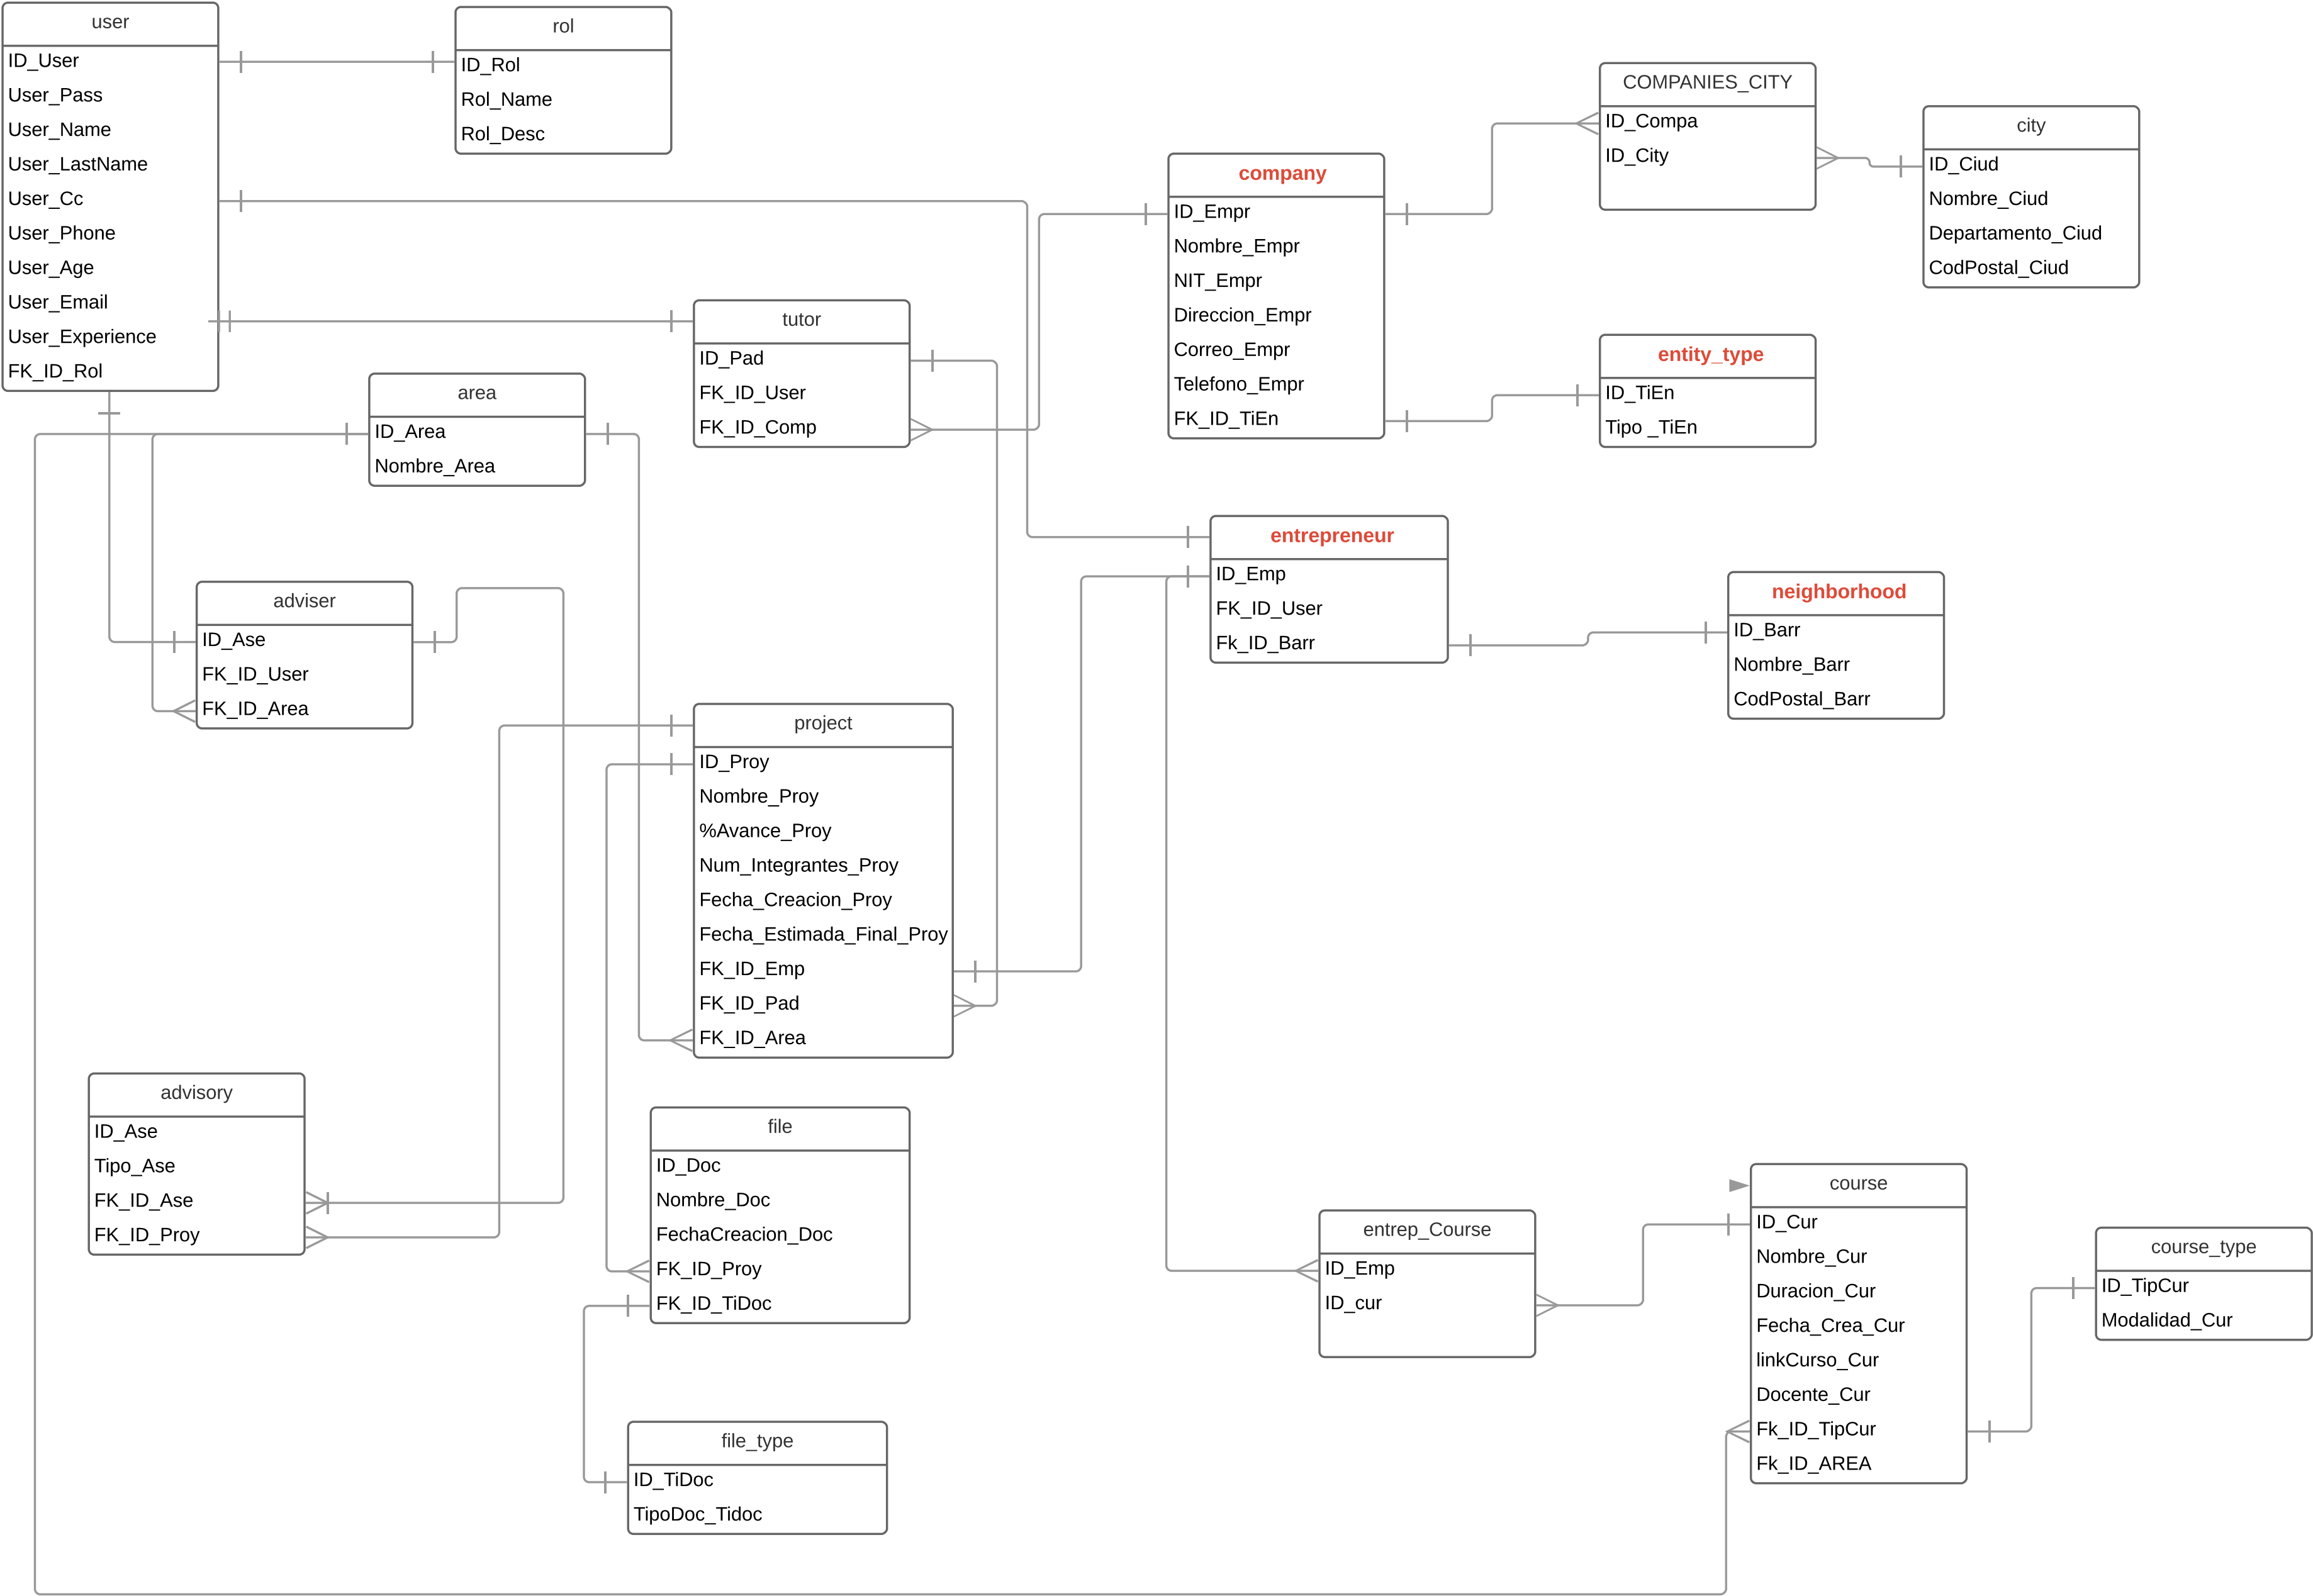 user
ID_User
User_Pass
User_Name
User_LastName
User_Cc
User_Phone
User_Age
User_Email
User_Experience
FK_ID_Rol
rol
ID_Rol
Rol_Name
Rol_Desc
COMPANIES_CITY
ID_Compa
ID_City
city
ID_Ciud
Nombre_Ciud
Departamento_Ciud
CodPostal_Ciud
company
ID_Empr
Nombre_Empr
NIT_Empr
Direccion_Empr
Correo_Empr
Telefono_Empr
FK_ID_TiEn
entity_type
ID_TiEn
Tipo _TiEn
tutor
ID_Pad
FK_ID_User
FK_ID_Comp
area
ID_Area
Nombre_Area
entrepreneur
ID_Emp
FK_ID_User
Fk_ID_Barr
neighborhood
ID_Barr
Nombre_Barr
CodPostal_Barr
adviser
ID_Ase
FK_ID_User
FK_ID_Area
project
ID_Proy
Nombre_Proy
%Avance_Proy
Num_Integrantes_Proy
Fecha_Creacion_Proy
Fecha_Estimada_Final_Proy
FK_ID_Emp
FK_ID_Pad
FK_ID_Area
advisory
ID_Ase
Tipo_Ase
FK_ID_Ase
FK_ID_Proy
file
ID_Doc
Nombre_Doc
FechaCreacion_Doc
FK_ID_Proy
FK_ID_TiDoc
file_type
ID_TiDoc
TipoDoc_Tidoc
entrep_Course
ID_Emp
ID_cur
course
ID_Cur
Nombre_Cur
Duracion_Cur
Fecha_Crea_Cur
linkCurso_Cur
Docente_Cur
Fk_ID_TipCur
Fk_ID_AREA
course_type
ID_TipCur
Modalidad_Cur